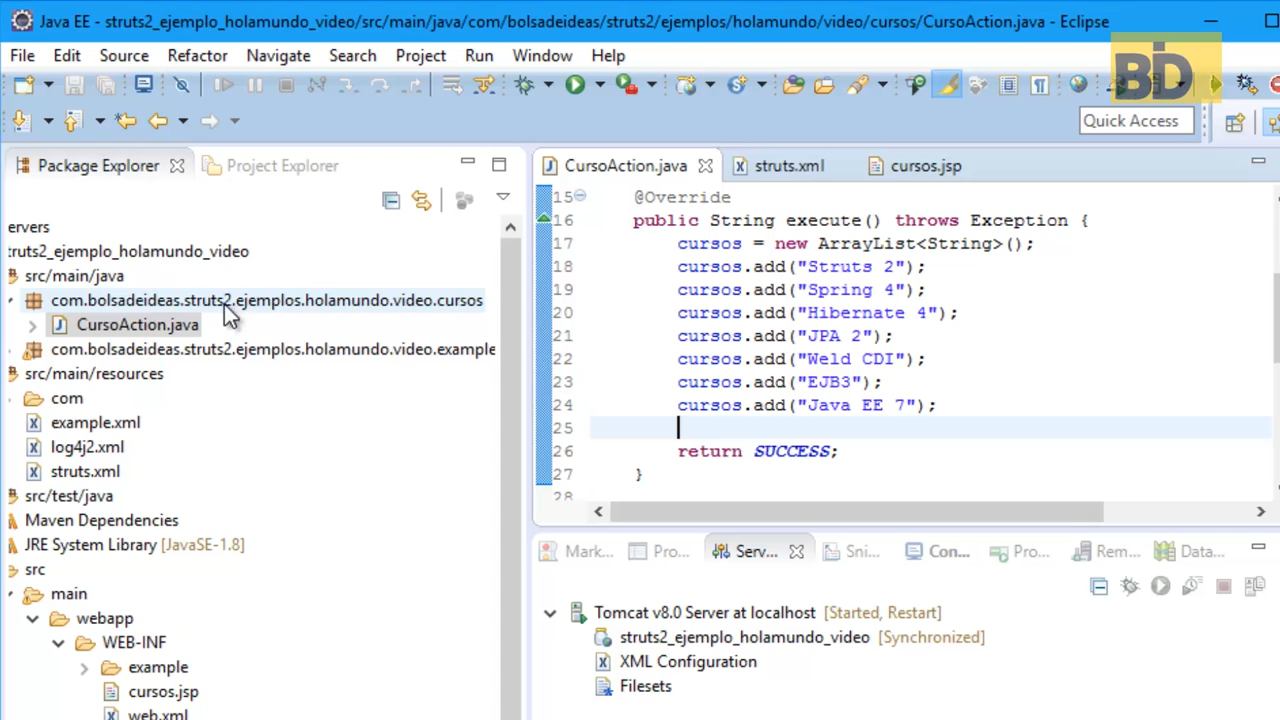 Java EE - struts2_ejemplo_holamundo_video/src/main/java/com/bolsadeideas/struts2/ejemplos/holamundo/video/cursos/CursoAction.java - Eclipse
File Edit Source Refactor Navigate Search Project Run Window Help
BD
Quick Access
Package Explorer Project Explorer
ervers
truts2_ejemplo_holamundo_video
src/main/java
com.bolsadeideas.struts2.ejemplos.holamundo.video.cursos
CursoAction.java
com.bolsadeideas.struts2.ejemplos.holamundo.video.example
src/main/resources
com
example.xml
log4j2.xml
struts.xml
src/test/java
Maven Dependencies
JRE System Library [JavaSE-1.8]
src
main
webapp
WEB-INF
example
cursos.jsp
web.xml
CursoAction.java struts.xml cursos.jsp
15 @Override
16 public String execute() throws Exception {
17 cursos = new ArrayList<String>();
18 cursos.add("Struts 2");
19 cursos.add("Spring 4");
20 cursos.add("Hibernate 4");
21 cursos.add("JPA 2");
22 cursos.add("Weld CDI");
23 cursos.add("EJB3");
24 cursos.add("Java EE 7");
25
26 return SUCCESS;
27 }
28
Mark... Pro... Serv... Sni... Con... Pro... Rem... Data...
Tomcat v8.0 Server at localhost [Started, Restart]
struts2_ejemplo_holamundo_video [Synchronized]
XML Configuration
Filesets